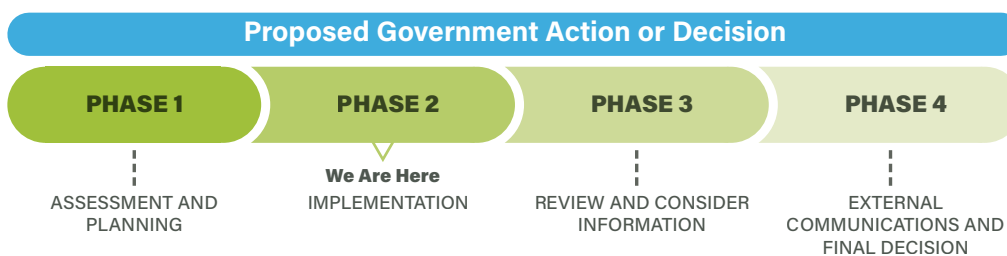 Proposed Government Action or Decision
PHASE 1
PHASE 2
PHASE 3
PHASE 4
We Are Here
ASSESSMENT AND
PLANNING
IMPLEMENTATION
REVIEW AND CONSIDER
INFORMATION
EXTERNAL
COMMUNICATIONS AND
FINAL DECISION